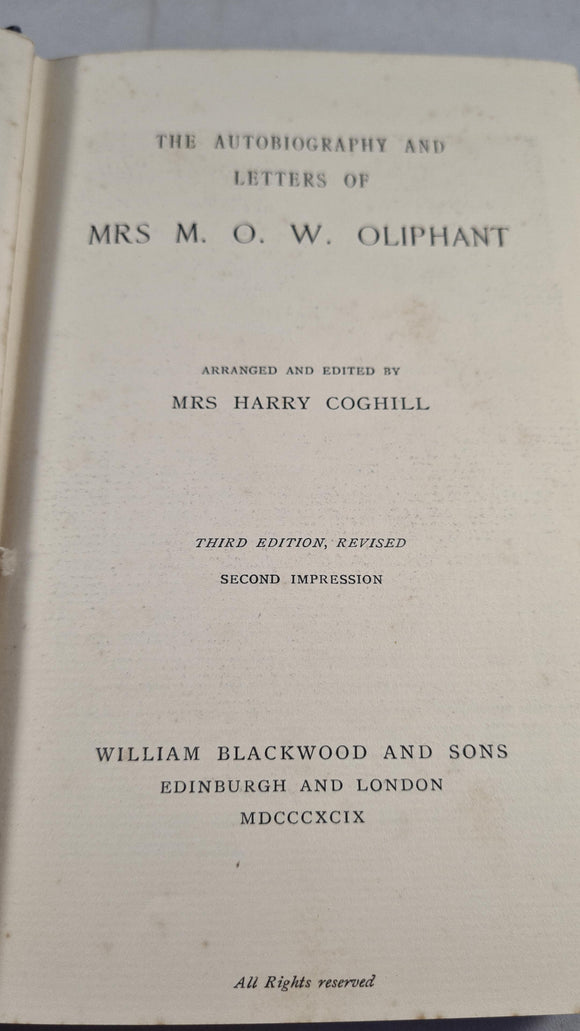 THE AUTOBIOGRAPHY AND
LETTERS OF
MRS M. O. W. OLIPHANT
ARRANGED AND EDITED BY
MRS HARRY COGHILL
THIRD EDITION, REVISED
SECOND IMPRESSION
WILLIAM BLACKWOOD AND SONS
EDINBURGH AND LONDON
MDCCCXCIX
All Rights reserved